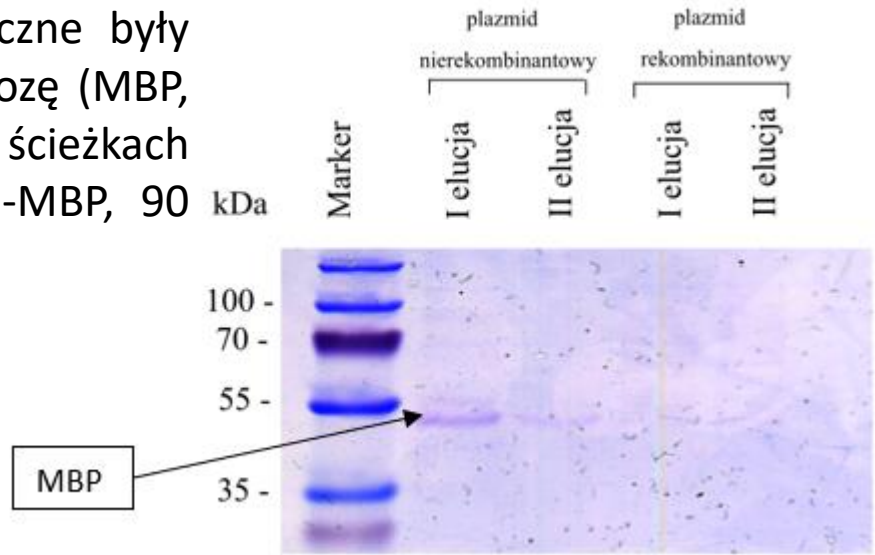 czne były
ozę (MBP,
ścieżkach
-MBP, 90
plazmid
nierekombinantowy
plazmid
rekombinantowy
kDa
Marker
I elucja
II elucja
I elucja
II elucja
100 -
70 -
55 -
35 -
MBP